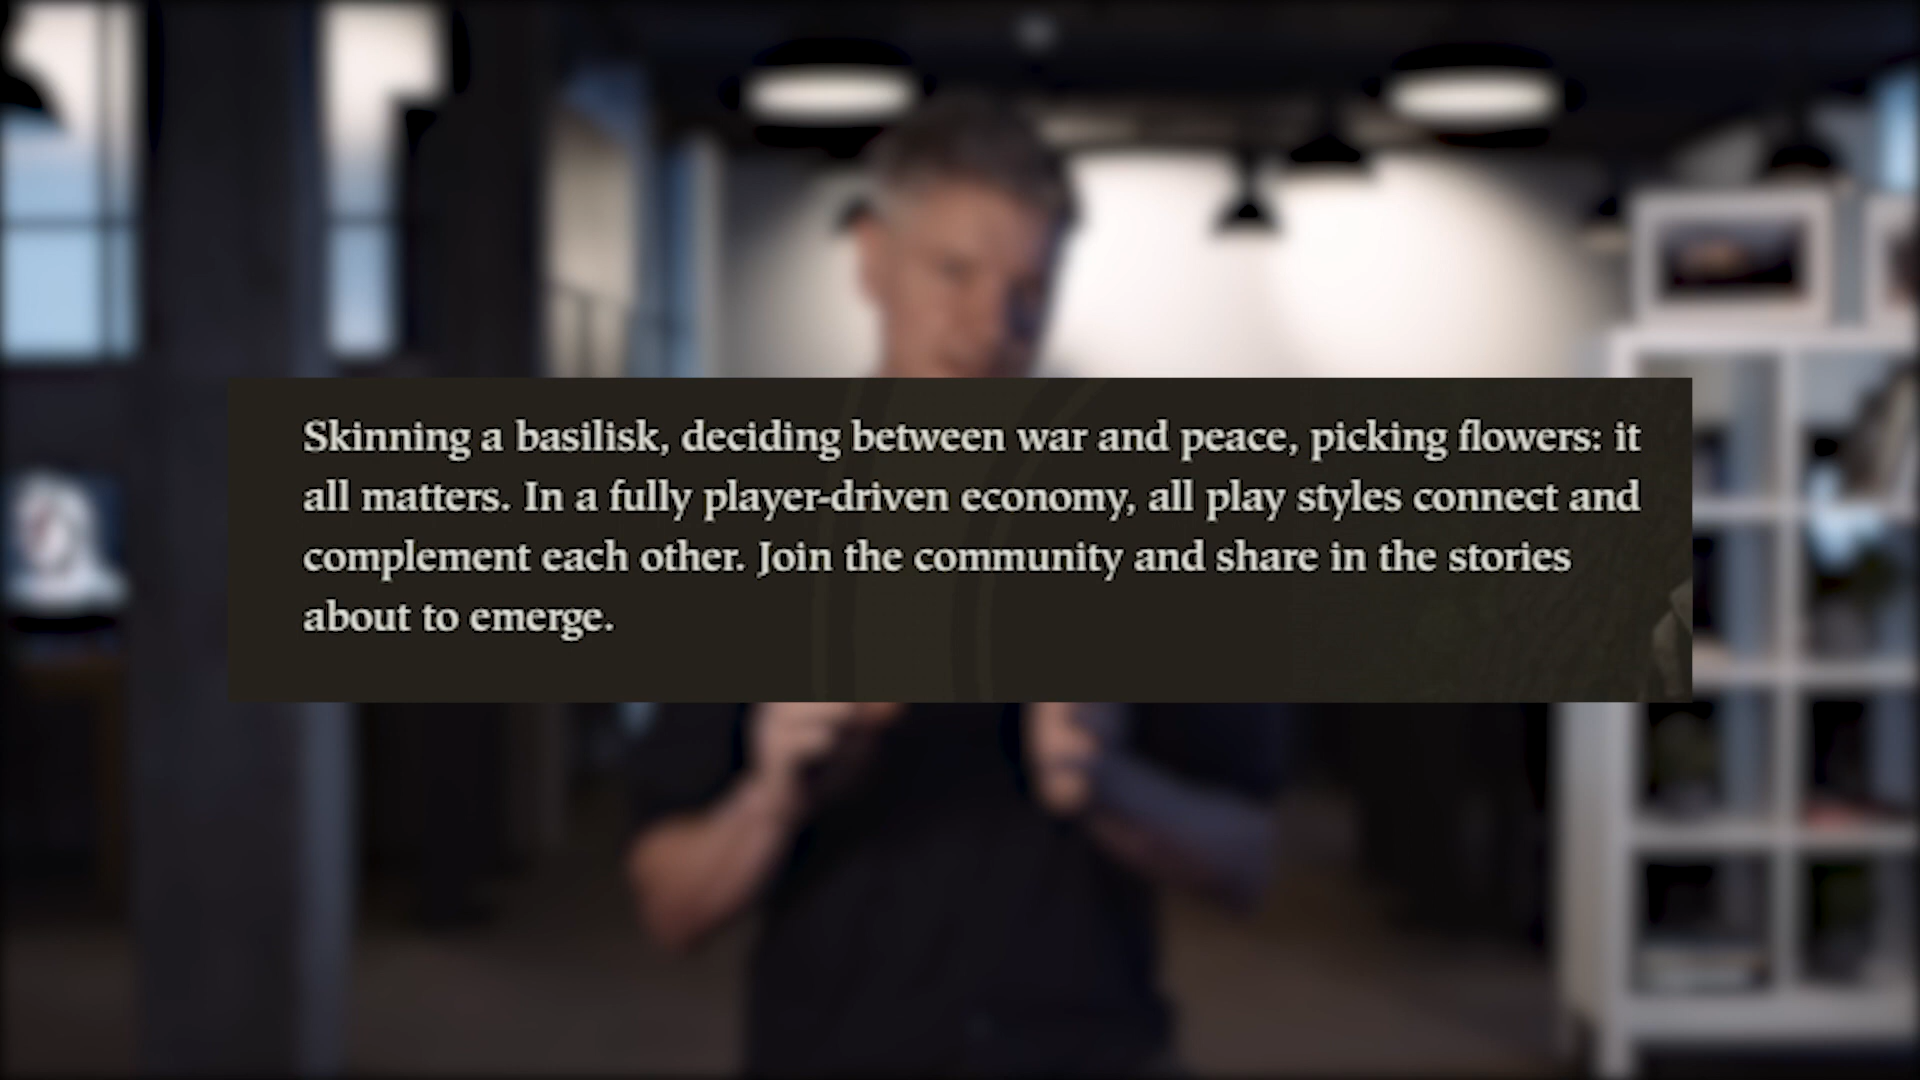 Skinning a basilisk, deciding between war and peace, picking flowers: it
all matters. In a fully player-driven economy, all play styles connect and
complement each other. Join the community and share in the stories
about to emerge.